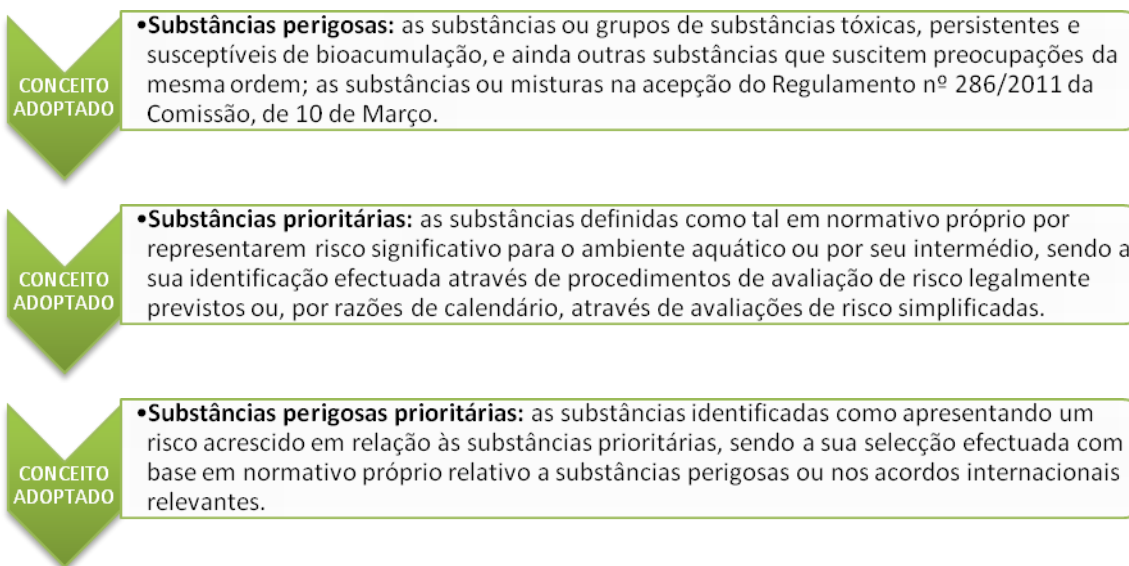 CONCEITO
ADOPTADO
•Substâncias perigosas: as substâncias ou grupos de substâncias tóxicas, persistentes e
susceptíveis de bioacumulação, e ainda outras substâncias que suscitem preocupações da
mesma ordem; as substâncias ou misturas na acepção do Regulamento nº 286/2011 da
Comissão, de 10 de Março.
CONCEITO
ADOPTADO
•Substâncias prioritárias: as substâncias definidas como tal em normativo próprio por
representarem risco significativo para o ambiente aquático ou por seu intermédio, sendo a
sua identificação efectuada através de procedimentos de avaliação de risco legalmente
previstos ou, por razões de calendário, através de avaliações de risco simplificadas.
CONCEITO
ADOPTADO
•Substâncias perigosas prioritárias: as substâncias identificadas como apresentando um
risco acrescido em relação às substâncias prioritárias, sendo a sua selecção efectuada com
base em normativo próprio relativo a substâncias perigosas ou nos acordos internacionais
relevantes.